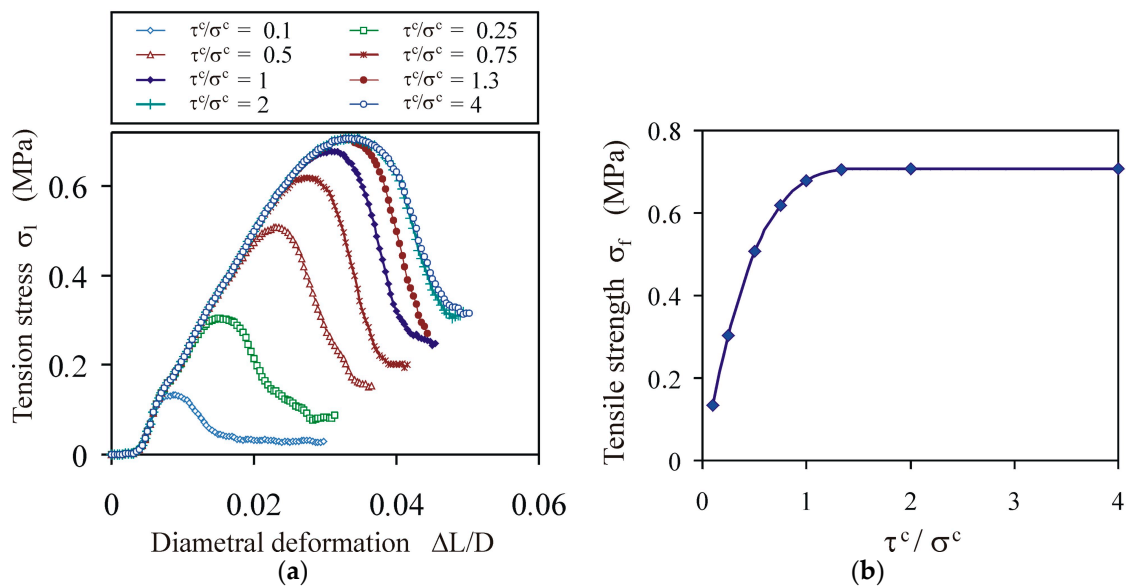 τᶜ/σᶜ = 0.1 τᶜ/σᶜ = 0.25
τᶜ/σᶜ = 0.5 τᶜ/σᶜ = 0.75
τᶜ/σᶜ = 1 τᶜ/σᶜ = 1.3
τᶜ/σᶜ = 2 τᶜ/σᶜ = 4
Tension stress σₗ (MPa)
0.6
0.4
0.2
0
0 0.02 0.04 0.06
Diametral deformation ΔL/D
(a)
Tensile strength σ_f (MPa)
0.8
0.6
0.4
0.2
0
0 1 2 3 4
τᶜ/ σᶜ
(b)